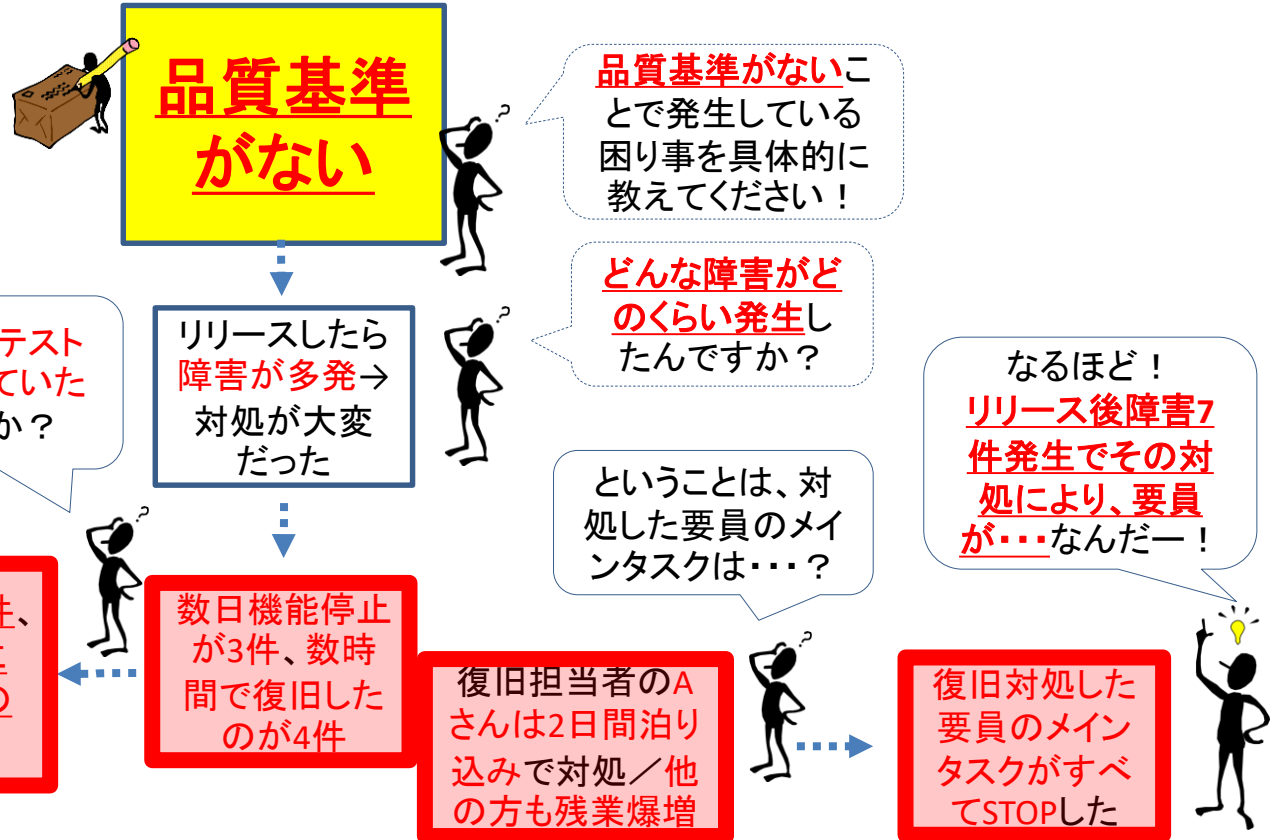 品質基準
がない
品質基準がないこ
とで発生している
困り事を具体的に
教えてください！
どんな障害がど
のくらい発生し
たんですか？
テスト
ていた
か？
リリースしたら
障害が多発→
対処が大変
だった
ということは、対
処した要員のメイ
ンタスクは・・・？
なるほど！
リリース後障害7
件発生でその対
処により、要員
が・・・なんだー！
件、
の
数日機能停止
が3件、数時
間で復旧した
のが4件
復旧担当者のA
さんは2日間泊り
込みで対処／他
の方も残業爆増
復旧対処した
要員のメイン
タスクがすべ
てSTOPした